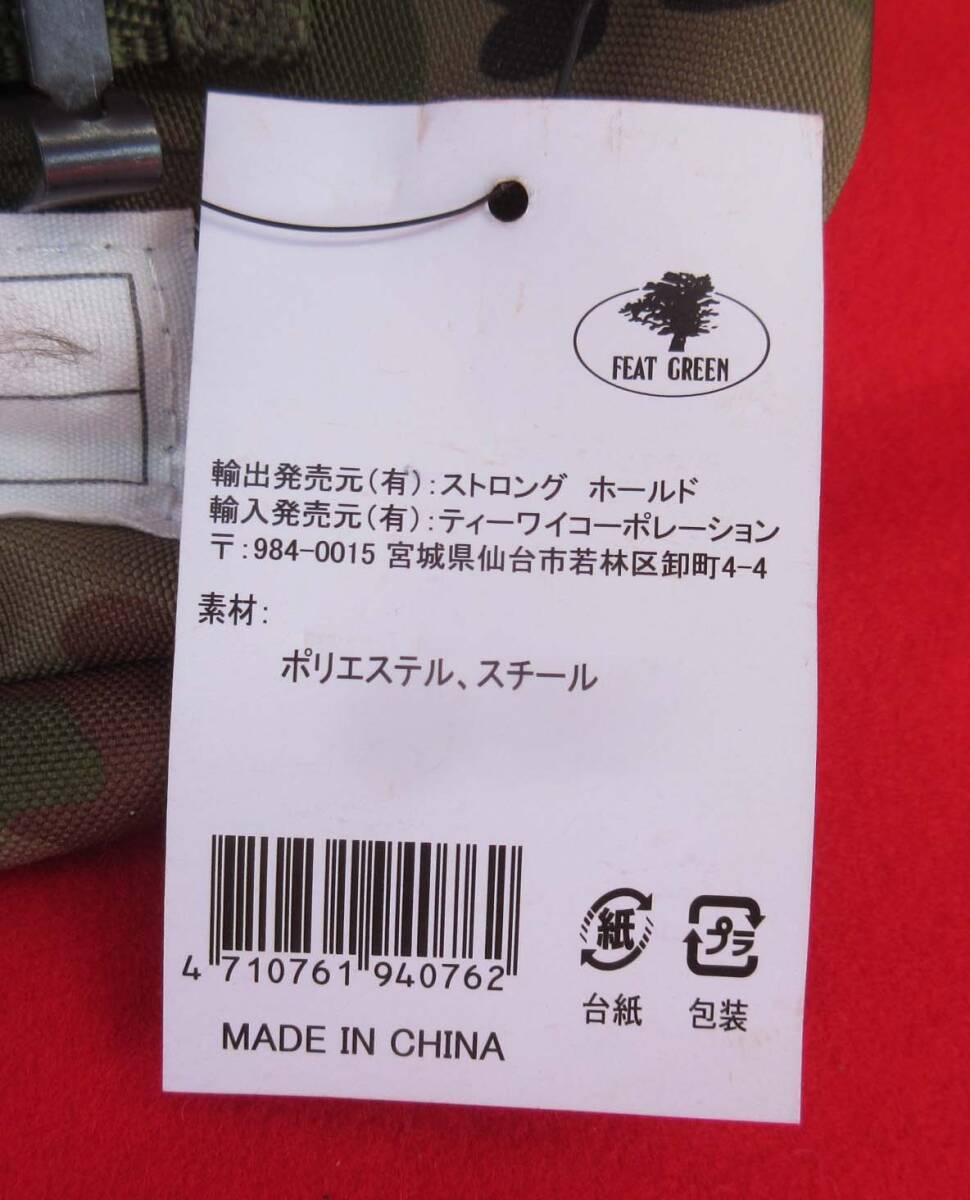 FEAT GREEN
輸出発売元(有):ストロング ホールド
輸入発売元(有):ティーワイコーポレーション
〒:984-0015 宮城県仙台市若林区卸町4-4
素材:
ポリエステル、スチール
4 710761 940762
MADE IN CHINA
紙
台紙
プラ
包装